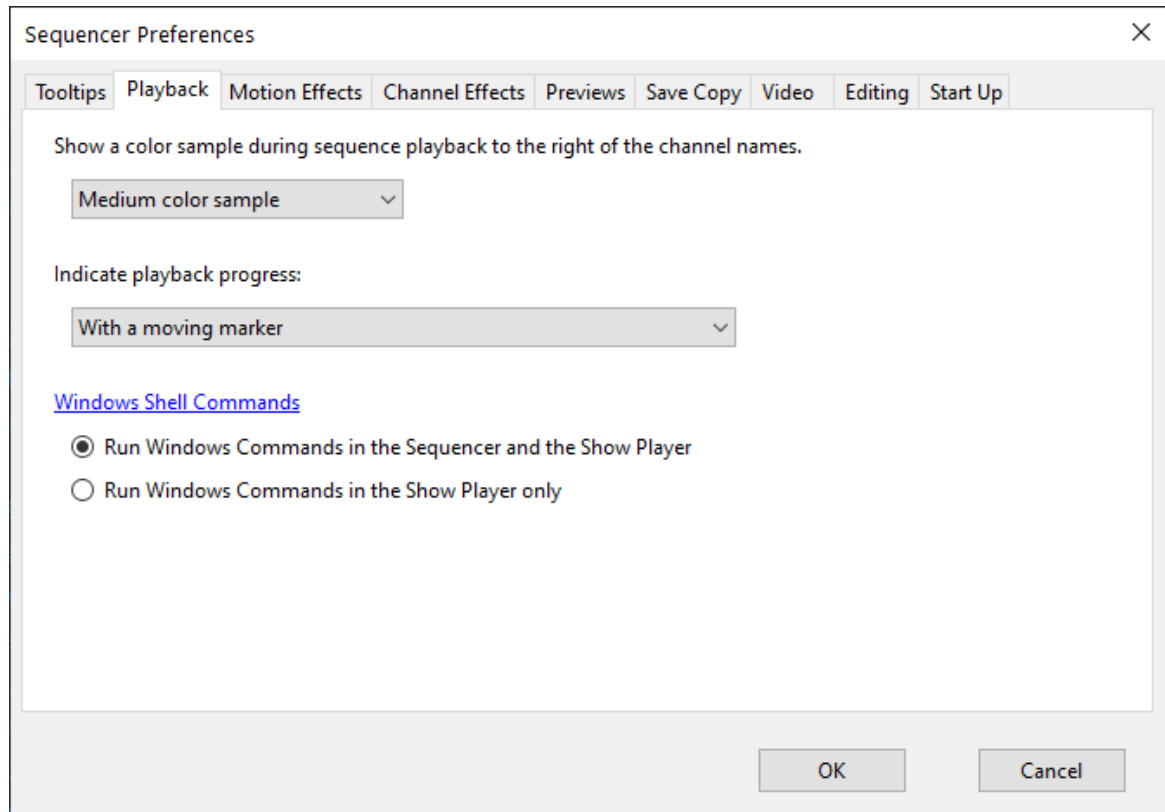 Sequencer Preferences
Tooltips Playback Motion Effects Channel Effects Previews Save Copy Video Editing Start Up
Show a color sample during sequence playback to the right of the channel names.
Medium color sample
Indicate playback progress:
With a moving marker
Windows Shell Commands
Run Windows Commands in the Sequencer and the Show Player
Run Windows Commands in the Show Player only
OK Cancel